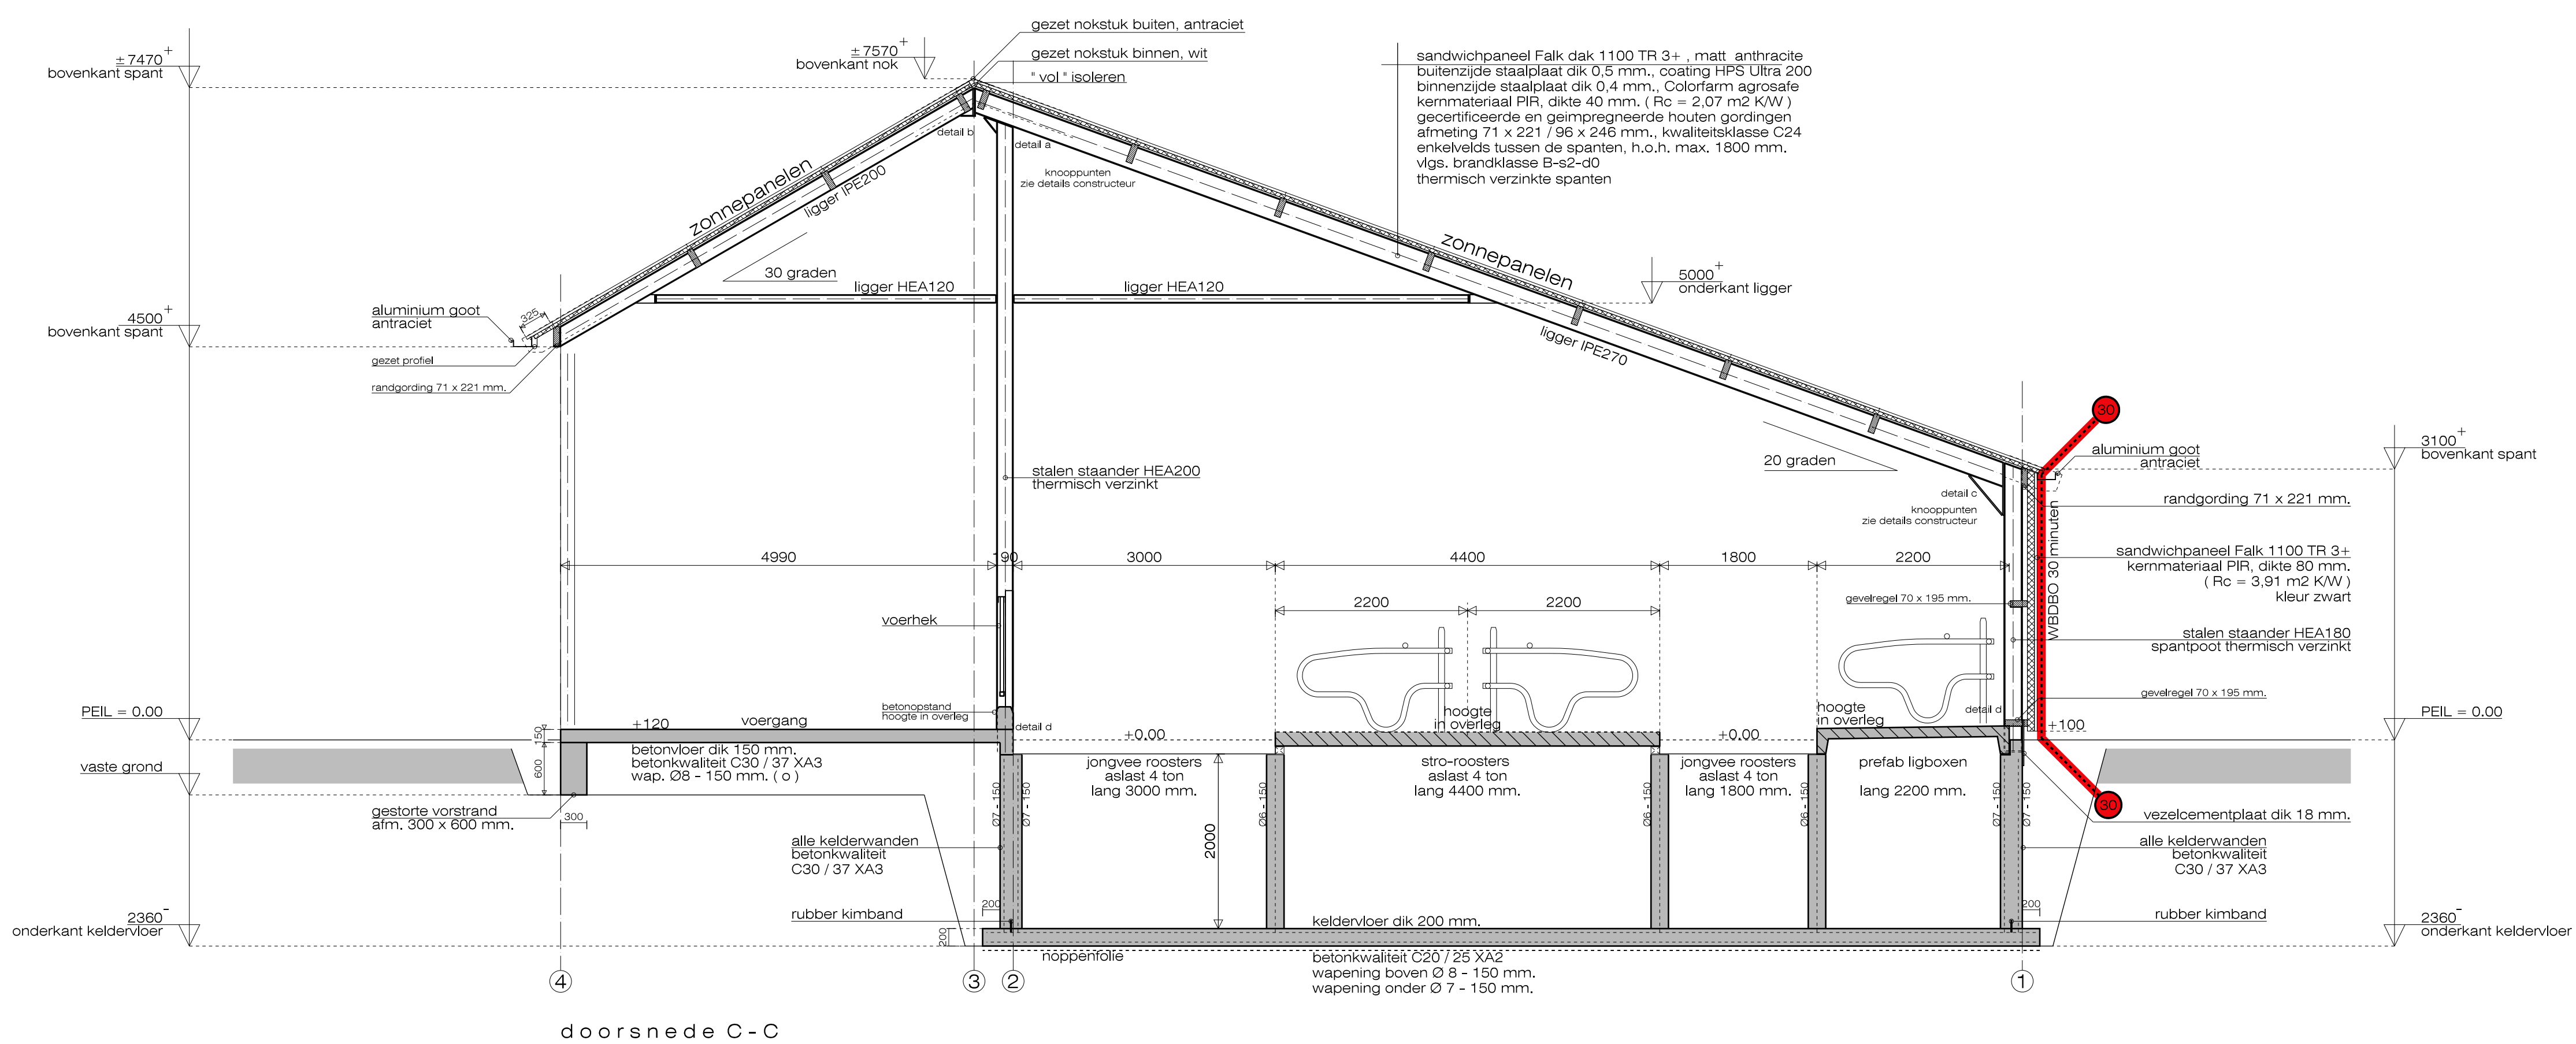 gezet nokstuk buiten, antraciet
gezet nokstuk binnen, wit
" vol " isoleren
±7470+
bovenkant spant
±7570+
bovenkant nok
sandwichpaneel Falk dak 1100 TR 3+ , matt anthracite
buitenzijde staalplaat dik 0,5 mm., coating HPS Ultra 200
binnenzijde staalplaat dik 0,4 mm., Colorfarm agrosafe
kernmateriaal PIR, dikte 40 mm. ( Rc = 2,07 m2 K/W )
gecertificeerde en geimpregneerde houten gordingen
afmeting 71 x 221 / 96 x 246 mm., kwaliteitsklasse C24
enkelvelds tussen de spanten, h.o.h. max. 1800 mm.
vlgs. brandklasse B-s2-d0
thermisch verzinkte spanten
detail b
detail a
knooppunten
zie details constructeur
zonnepanelen
ligger IPE200
30 graden
zonnepanelen
ligger IPE270
ligger HEA120
ligger HEA120
5000+
onderkant ligger
4500+
bovenkant spant
aluminium goot
antraciet
325
gezet profiel
randgording 71 x 221 mm.
30
3100+
bovenkant spant
aluminium goot
antraciet
20 graden
stalen staander HEA200
thermisch verzinkt
detail c
knooppunten
zie details constructeur
randgording 71 x 221 mm.
WBDBO 30 minuten
sandwichpaneel Falk 1100 TR 3+
kernmateriaal PIR, dikte 80 mm.
( Rc = 3,91 m2 K/W )
kleur zwart
4990
190
3000
4400
1800
2200
2200
2200
gevelregel 70 x 195 mm.
voerhek
stalen staander HEA180
spantpoot thermisch verzinkt
gevelregel 70 x 195 mm.
betonopstand
hoogte in overleg
hoogte
in overleg
hoogte
in overleg
detail d
detail d
PEIL = 0.00
PEIL = 0.00
+120
voergang
+0.00
+0.00
+100
150
600
betonvloer dik 150 mm.
betonkwaliteit C30 / 37 XA3
wap. Ø8 - 150 mm. ( o )
vaste grond
jongvee roosters
aslast 4 ton
lang 3000 mm.
stro-roosters
aslast 4 ton
lang 4400 mm.
jongvee roosters
aslast 4 ton
lang 1800 mm.
prefab ligboxen
lang 2200 mm.
30
vezelcementplaat dik 18 mm.
gestorte vorstrand
afm. 300 x 600 mm.
300
Ø7 - 150
Ø7 - 150
Ø6 - 150
Ø6 - 150
Ø6 - 150
Ø7 - 150
Ø7 - 150
2000
alle kelderwanden
betonkwaliteit
C30 / 37 XA3
alle kelderwanden
betonkwaliteit
C30 / 37 XA3
2360-
onderkant keldervloer
rubber kimband
200
200
keldervloer dik 200 mm.
200
rubber kimband
2360-
onderkant keldervloer
noppenfolie
betonkwaliteit C20 / 25 XA2
wapening boven Ø 8 - 150 mm.
wapening onder Ø 7 - 150 mm.
4
3
2
1
doorsnede C-C